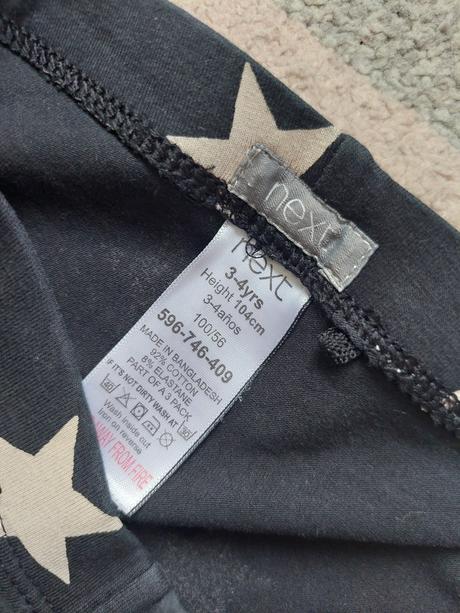 next
next
3-4yrs
Height 104cm
3-4años
100/56
596-746-409
MADE IN BANGLADESH
92% COTTON
8% ELASTANE
PART OF A 3 PACK
IF IT'S NOT DIRTY WASH AT 30
40 30
Wash inside out
Iron on reverse
AWAY FROM FIRE